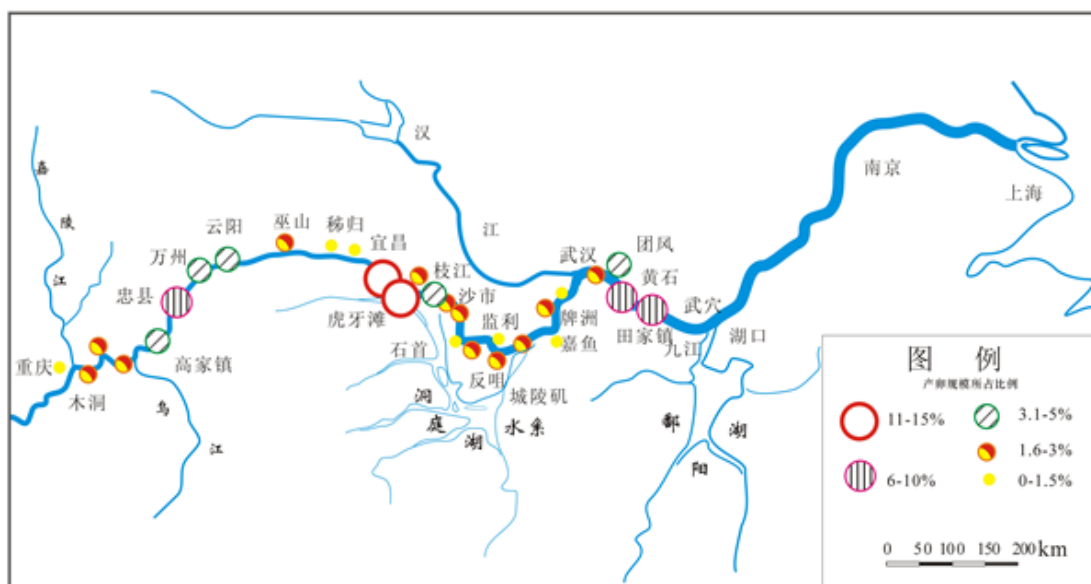 汉
江
嘉
陵
江
重庆
木洞
乌
江
高家镇
忠县
万州
云阳
巫山
秭归
宜昌
虎牙滩
枝江
沙市
石首
监利
反咀
城陵矶
洞
庭
湖
水系
牌洲
嘉鱼
武汉
团风
黄石
田家镇
武穴
九江
湖口
鄱
阳
湖
南京
上海
图 例
产卵规模所占比例
11-15%
3.1-5%
1.6-3%
6-10%
0-1.5%
0 50 100 150 200 km